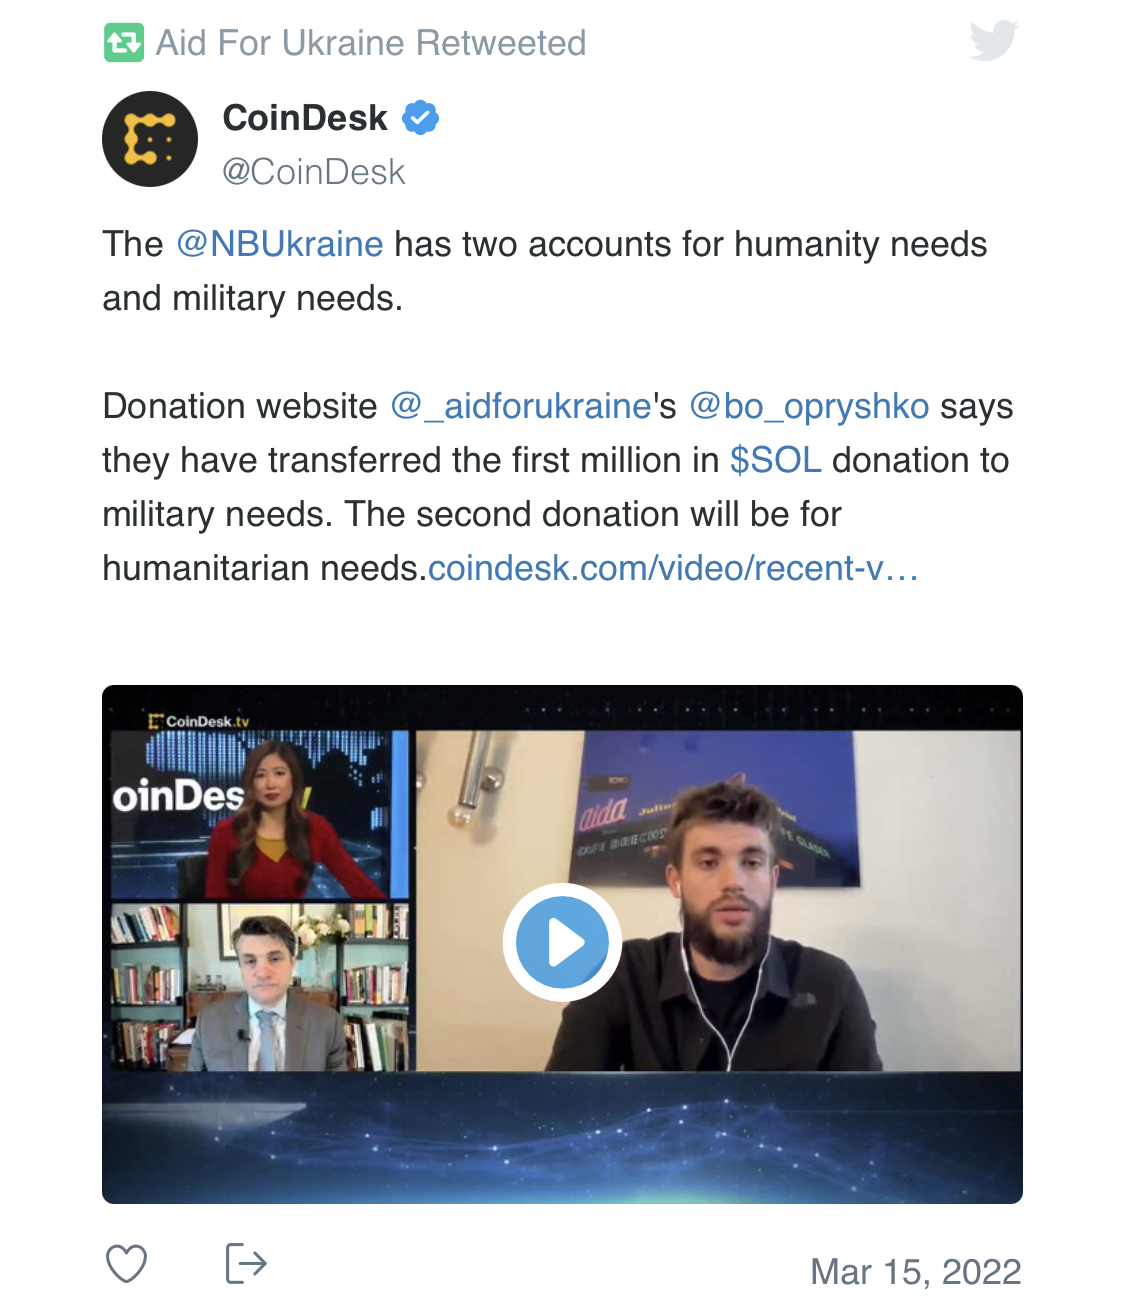 Aid For Ukraine Retweeted
CoinDesk
@CoinDesk
The @NBUkraine has two accounts for humanity needs
and military needs.
Donation website @_aidforukraine's @bo_opryshko says
they have transferred the first million in $SOL donation to
military needs. The second donation will be for
humanitarian needs.coindesk.com/video/recent-v…
CoinDesk.tv
oinDes
aida
Mar 15, 2022